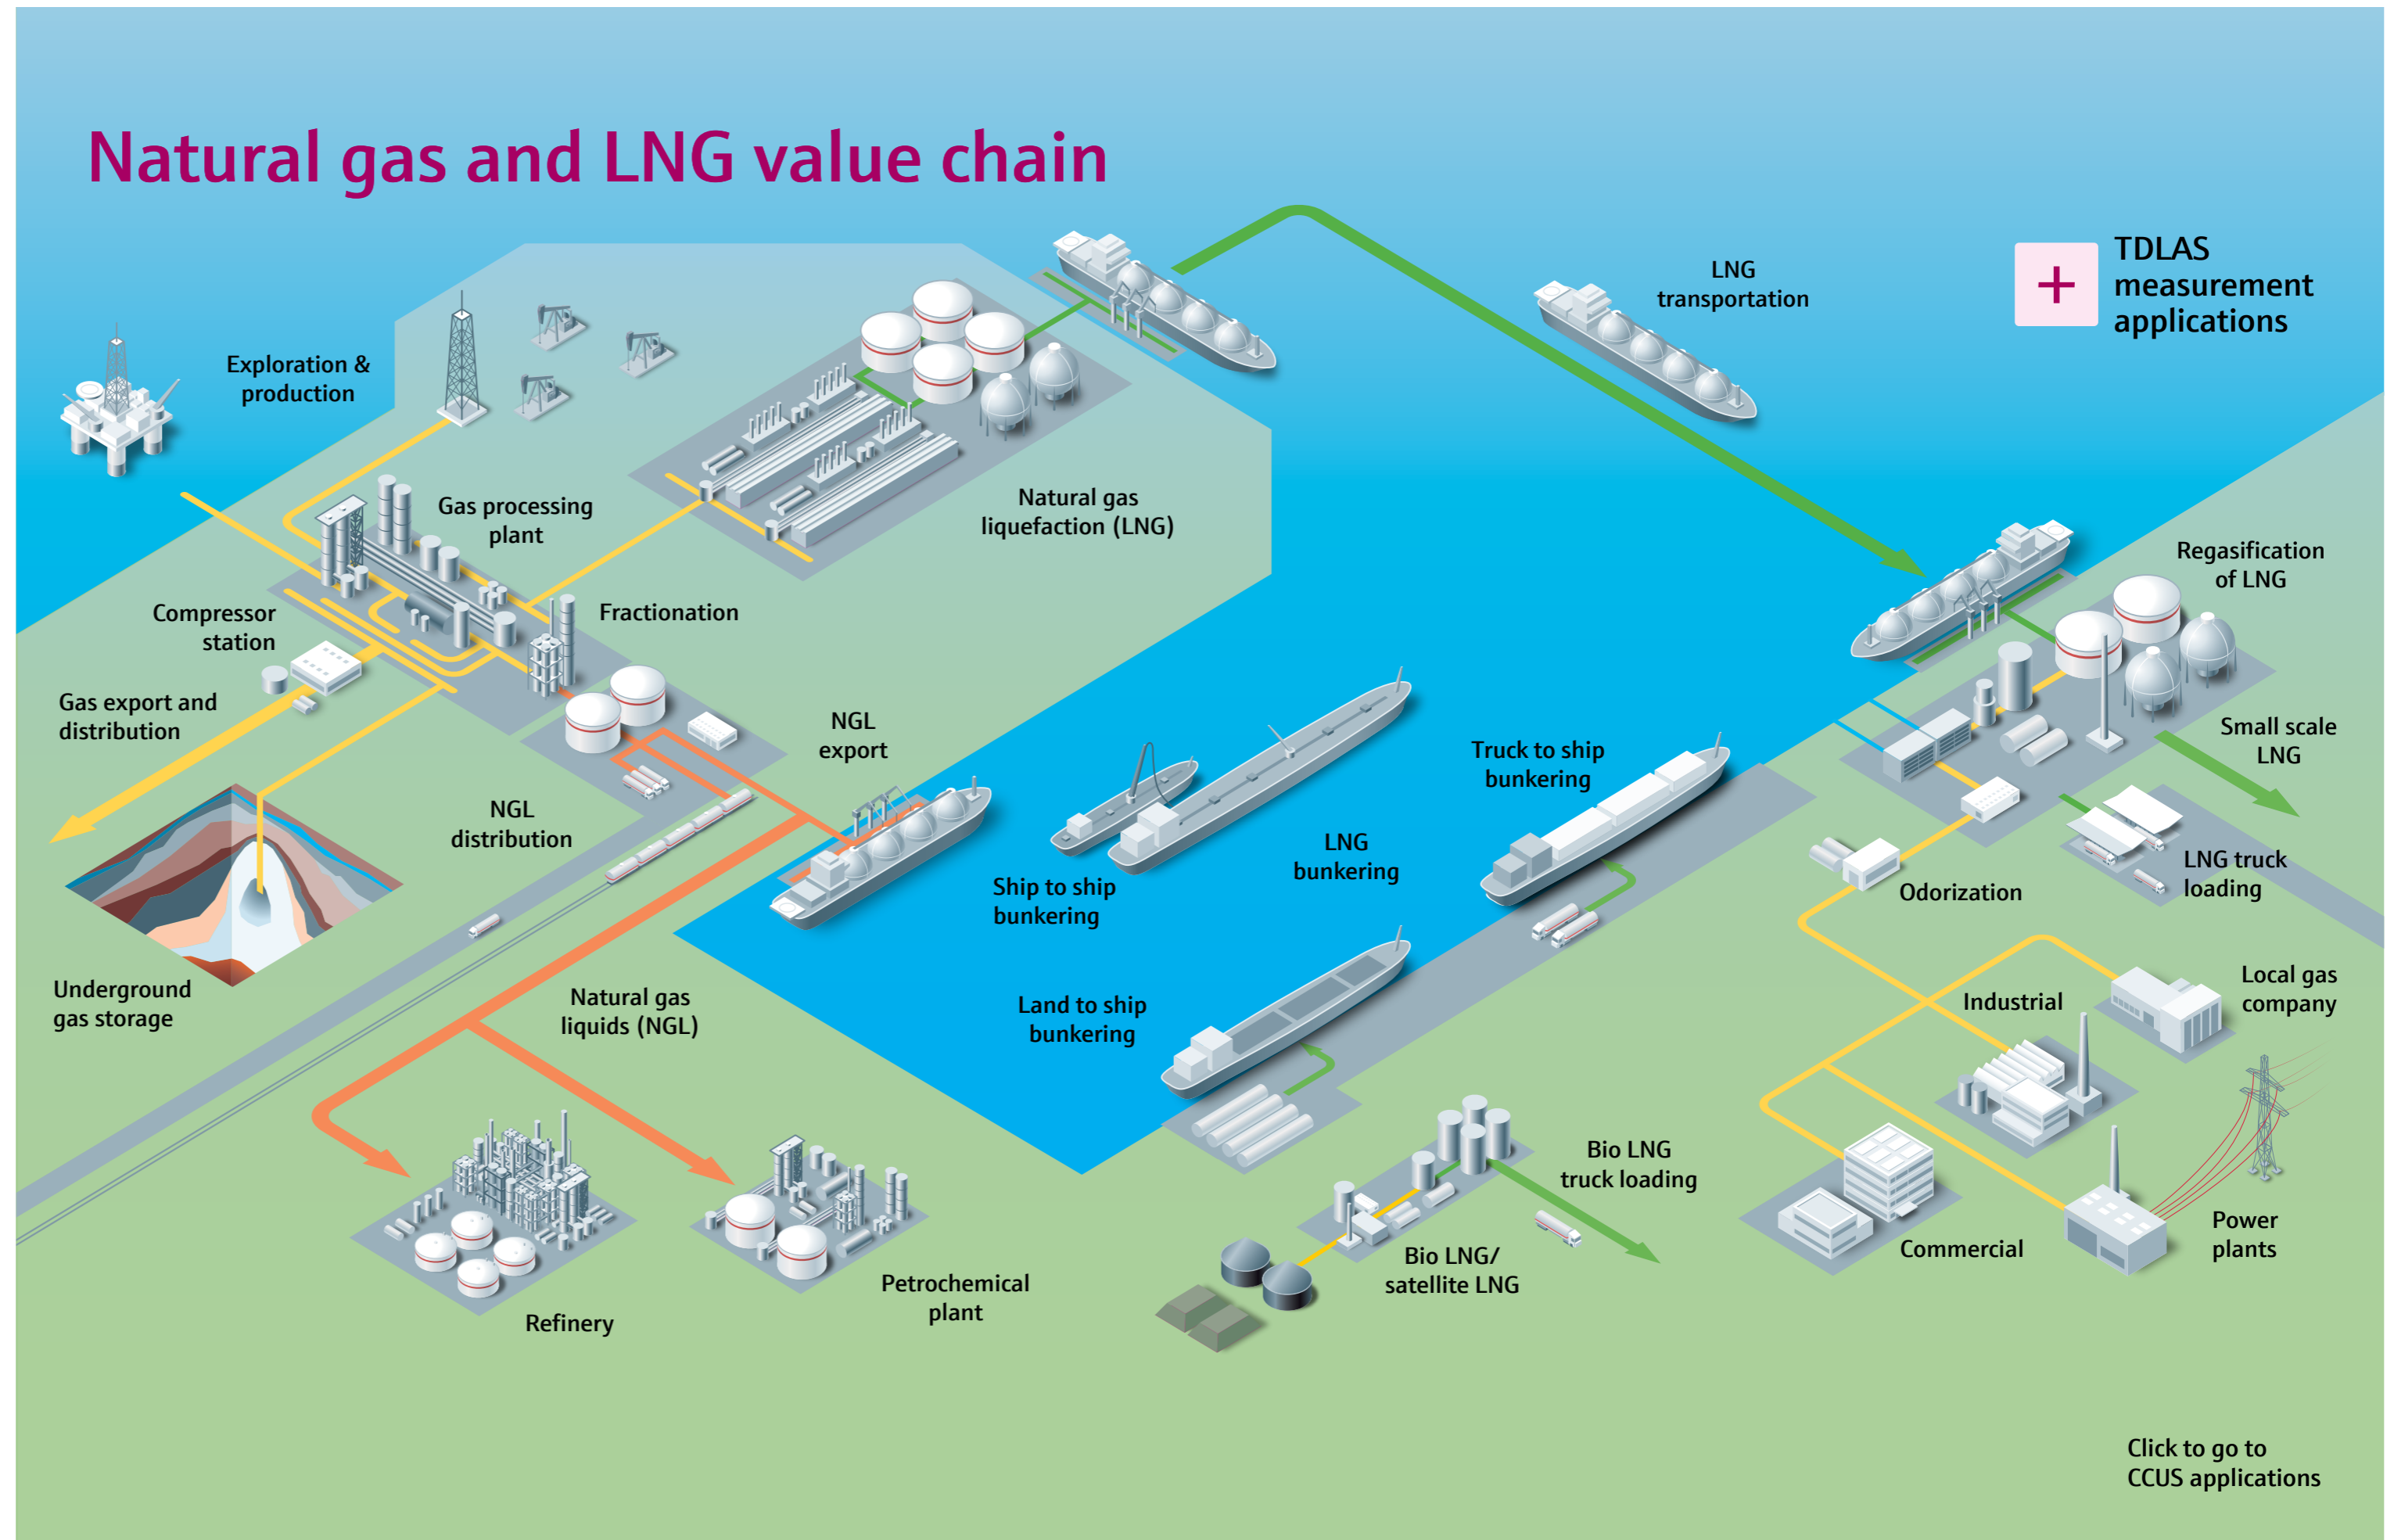 Natural gas and LNG value chain
TDLAS
measurement
applications
LNG
transportation
Exploration &
production
Gas processing
plant
Natural gas
liquefaction (LNG)
Regasification
of LNG
Compressor
station
Fractionation
Gas export and
distribution
NGL
export
Small scale
LNG
Truck to ship
bunkering
NGL
distribution
LNG
bunkering
Ship to ship
bunkering
LNG truck
loading
Odorization
Underground
gas storage
Natural gas
liquids (NGL)
Land to ship
bunkering
Industrial
Local gas
company
Bio LNG
truck loading
Power
plants
Commercial
Bio LNG/
satellite LNG
Petrochemical
plant
Refinery
Click to go to
CCUS applications